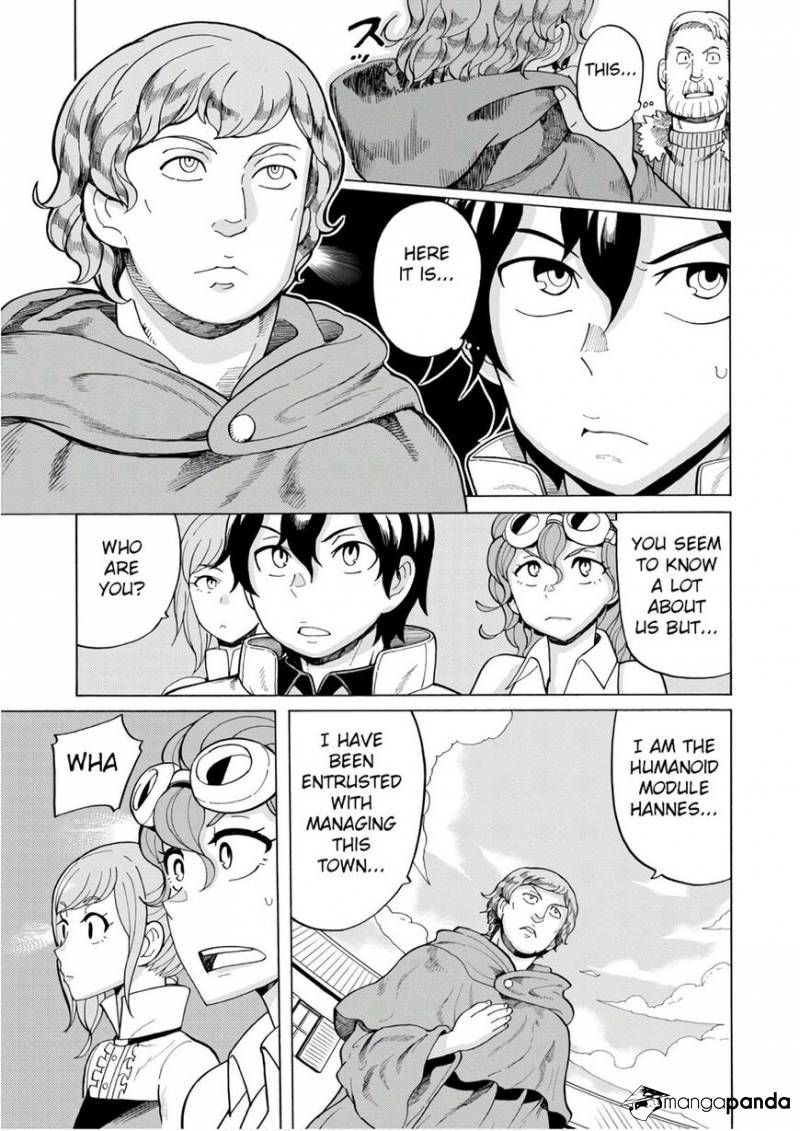 THIS...
ス
HERE
IT IS...
YOU SEEM
TO KNOW
A LOT
ABOUT
US BUT...
WHO
ARE
YOU?
I AM THE
HUMANOID
MODULE
HANNES...
I HAVE
BEEN
ENTRUSTED
WITH
MANAGING
THIS
TOWN...
WHA
mangapanda